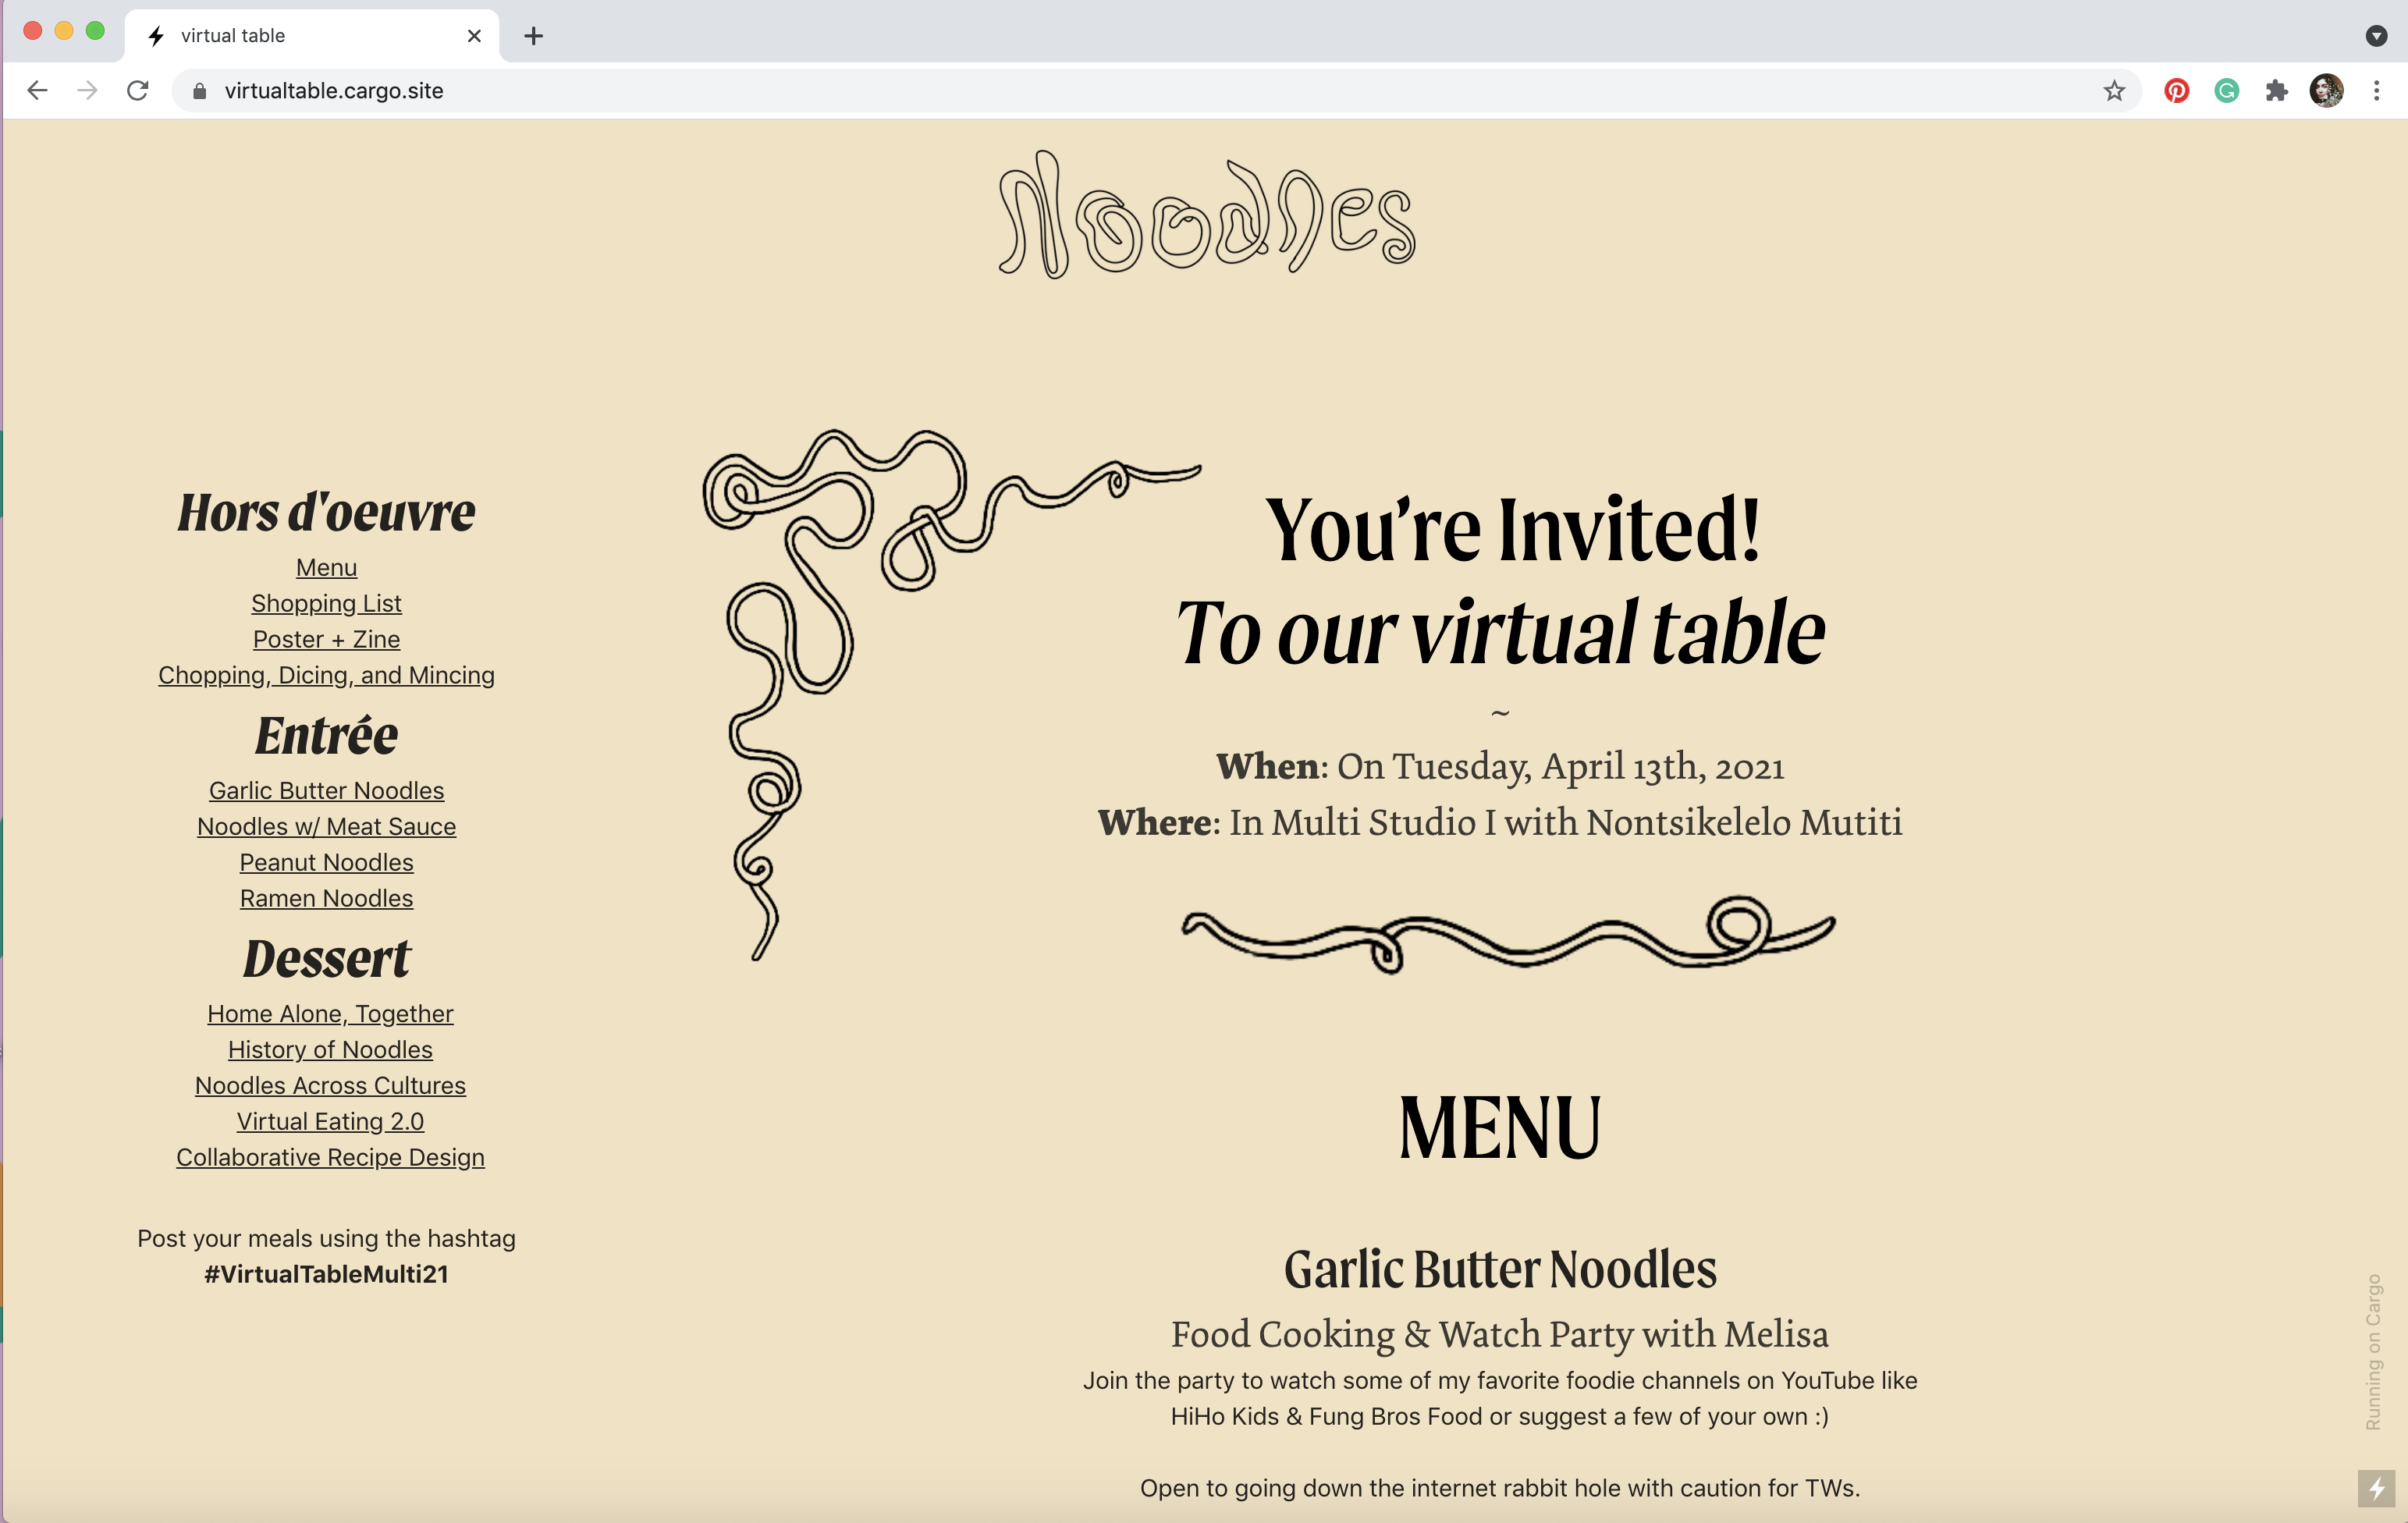 virtual table
virtualtable.cargo.site
Noodles
Hors d'oeuvre
Menu
Shopping List
Poster + Zine
Chopping, Dicing, and Mincing
Entrée
Garlic Butter Noodles
Noodles w/ Meat Sauce
Peanut Noodles
Ramen Noodles
Dessert
Home Alone, Together
History of Noodles
Noodles Across Cultures
Virtual Eating 2.0
Collaborative Recipe Design
Post your meals using the hashtag
#VirtualTableMulti21
You’re Invited!
To our virtual table
~
When: On Tuesday, April 13th, 2021
Where: In Multi Studio I with Nontsikelelo Mutiti
MENU
Garlic Butter Noodles
Food Cooking & Watch Party with Melisa
Join the party to watch some of my favorite foodie channels on YouTube like
HiHo Kids & Fung Bros Food or suggest a few of your own :)
Open to going down the internet rabbit hole with caution for TWs.
Running on Cargo